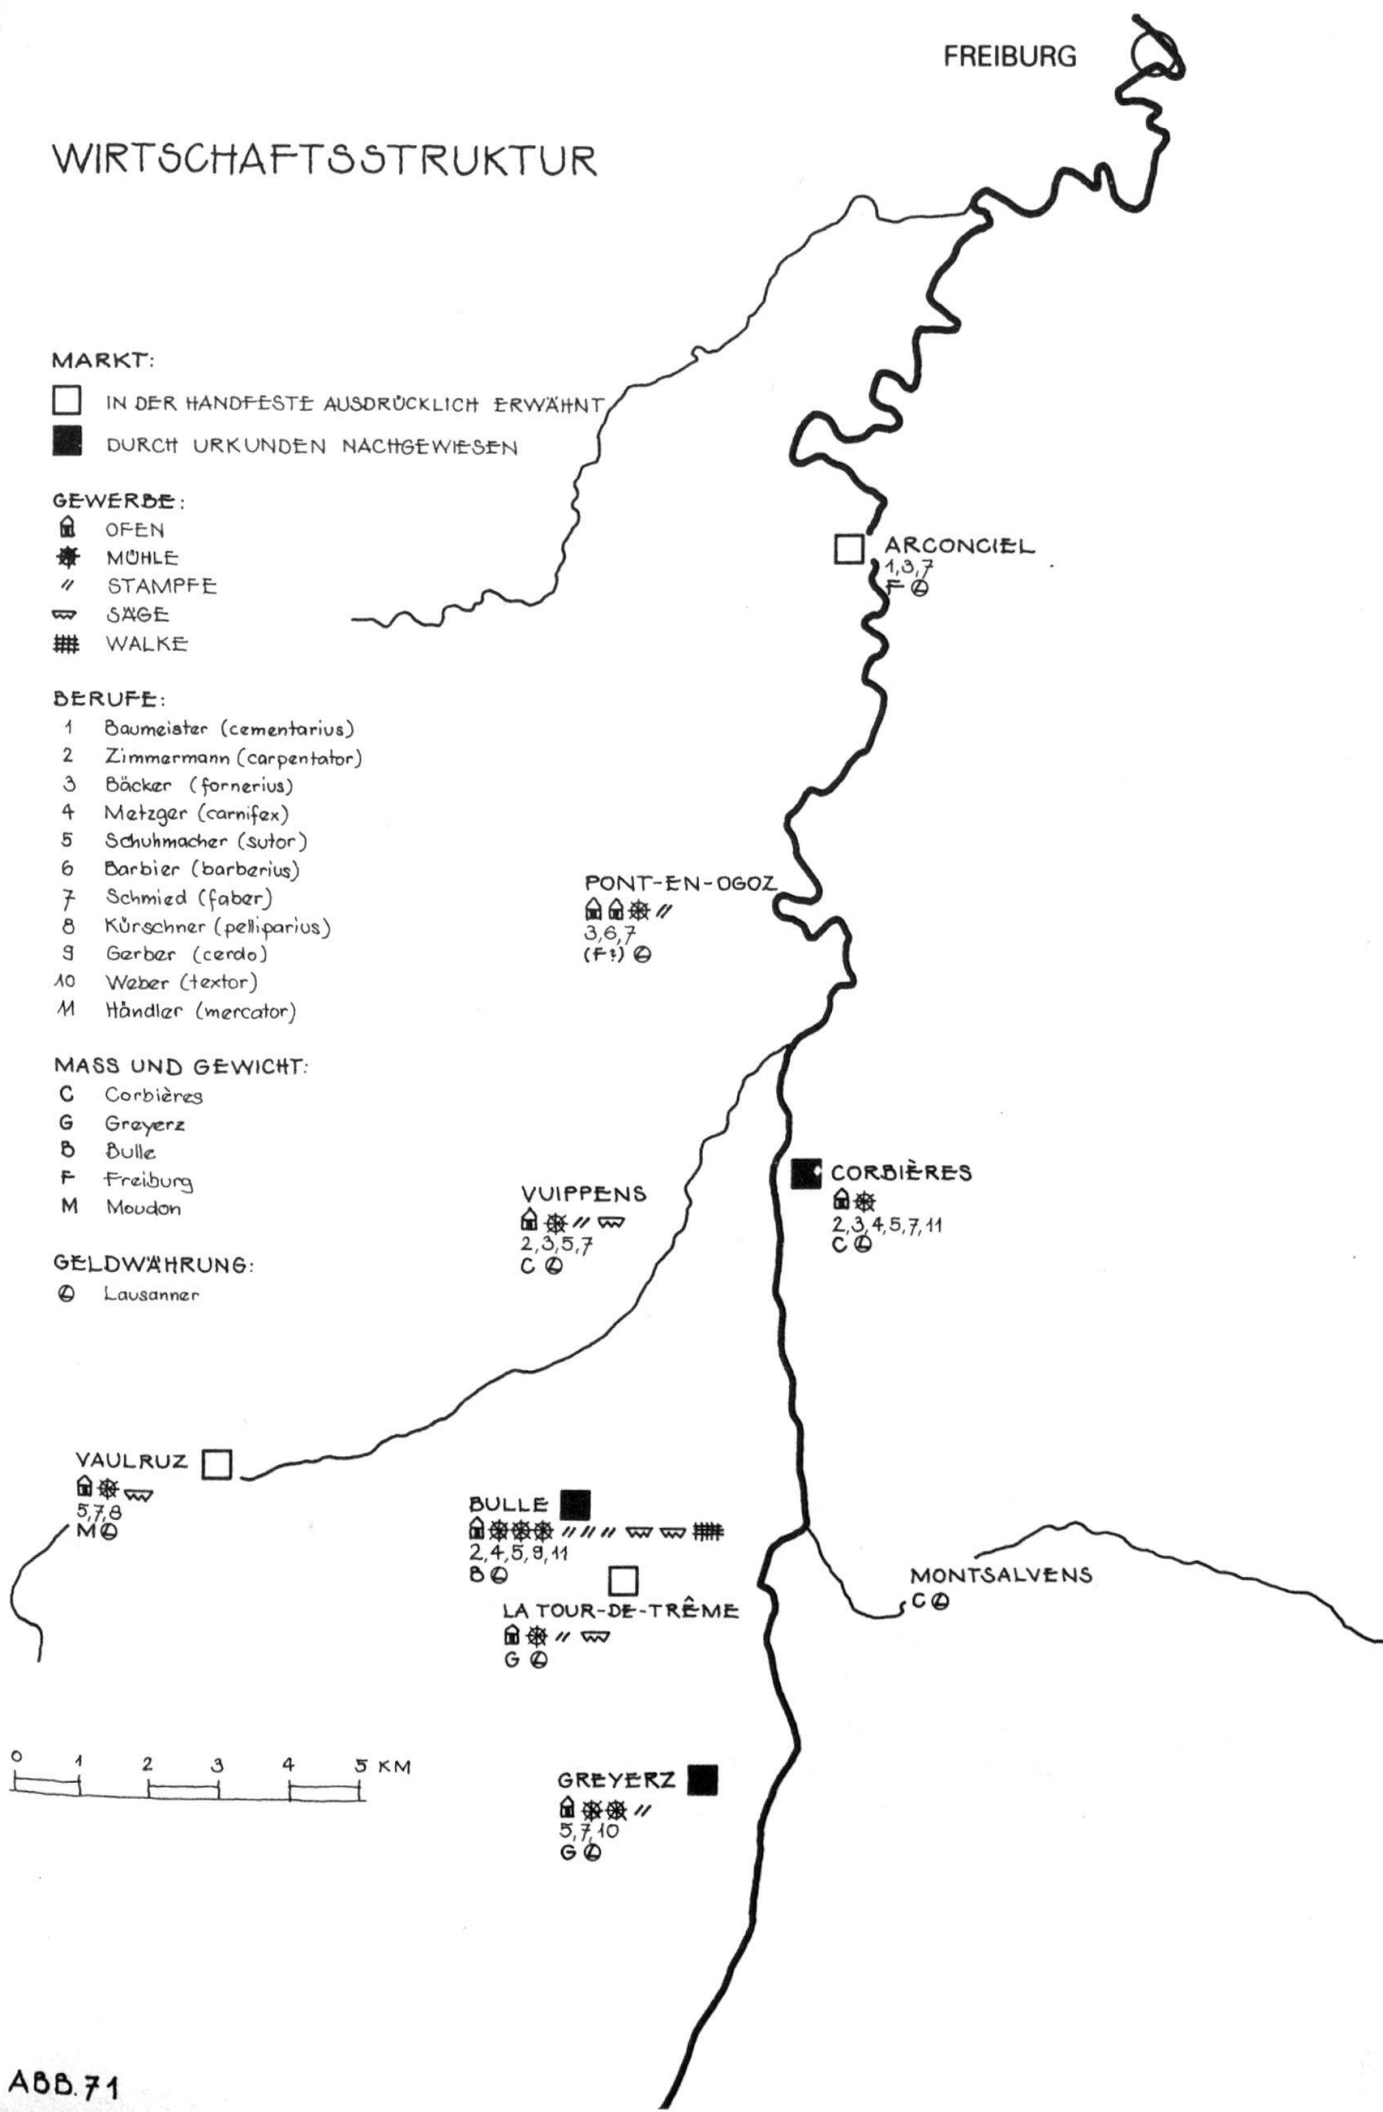 FREIBURG
WIRTSCHAFTSSTRUKTUR
MARKT:
IN DER HANDFESTE AUSDRÜCKLICH ERWÄHNT
DURCH URKUNDEN NACHGEWIESEN
GEWERBE:
OFEN
MÜHLE
STAMPFE
SÄGE
WALKE
BERUFE:
1 Baumeister (cementarius)
2 Zimmermann (carpentator)
3 Bäcker (fornerius)
4 Metzger (carnifex)
5 Schuhmacher (sutor)
6 Barbier (barberius)
7 Schmied (faber)
8 Kürschner (pelliparius)
9 Gerber (cerdo)
10 Weber (textor)
11 Händler (mercator)
MASS UND GEWICHT:
C Corbières
G Greyerz
B Bulle
F Freiburg
M Moudon
GELDWÄHRUNG:
Ⓛ Lausanner
ARCONCIEL
1,3,7
F Ⓛ
PONT-EN-OGOZ
3,6,7
(F?) Ⓛ
VUIPPENS
2,3,5,7
C Ⓛ
CORBIÈRES
2,3,4,5,7,11
C Ⓛ
VAULRUZ
5,7,8
M Ⓛ
BULLE
2,4,5,9,11
B Ⓛ
LA TOUR-DE-TRÊME
G Ⓛ
MONTSALVENS
C Ⓛ
GREYERZ
5,7,10
G Ⓛ
0 1 2 3 4 5 KM
ABB.71